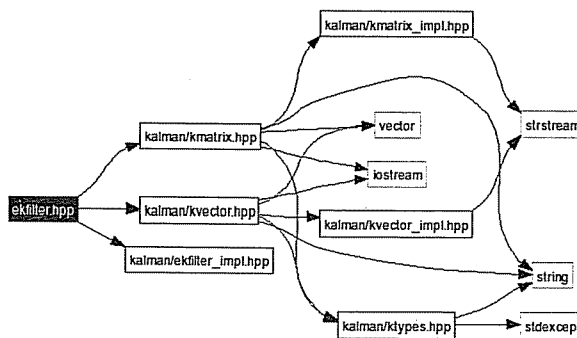 kalman/kmatrix_impl.hpp
vector
strstream
kalman/kmatrix.hpp
iostream
ekfilter.hpp
kalman/kvector.hpp
kalman/kvector_impl.hpp
kalman/ekfilter_impl.hpp
string
kalman/ktypes.hpp
stdexcep